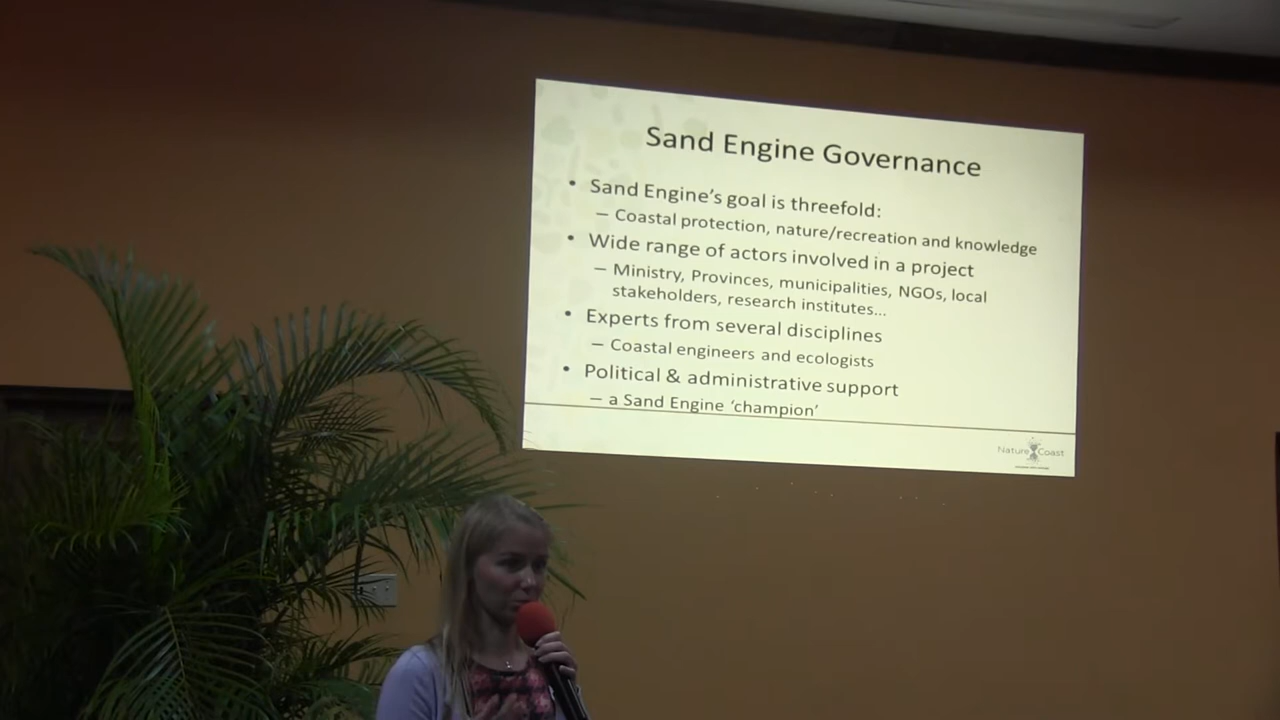 Sand Engine Governance
• Sand Engine's goal is threefold:
– Coastal protection, nature/recreation and knowledge
• Wide range of actors involved in a project
– Ministry, Provinces, municipalities, NGOs, local
stakeholders, research institutes...
• Experts from several disciplines
– Coastal engineers and ecologists
• Political & administrative support
– a Sand Engine ‘champion’
Nature Coast